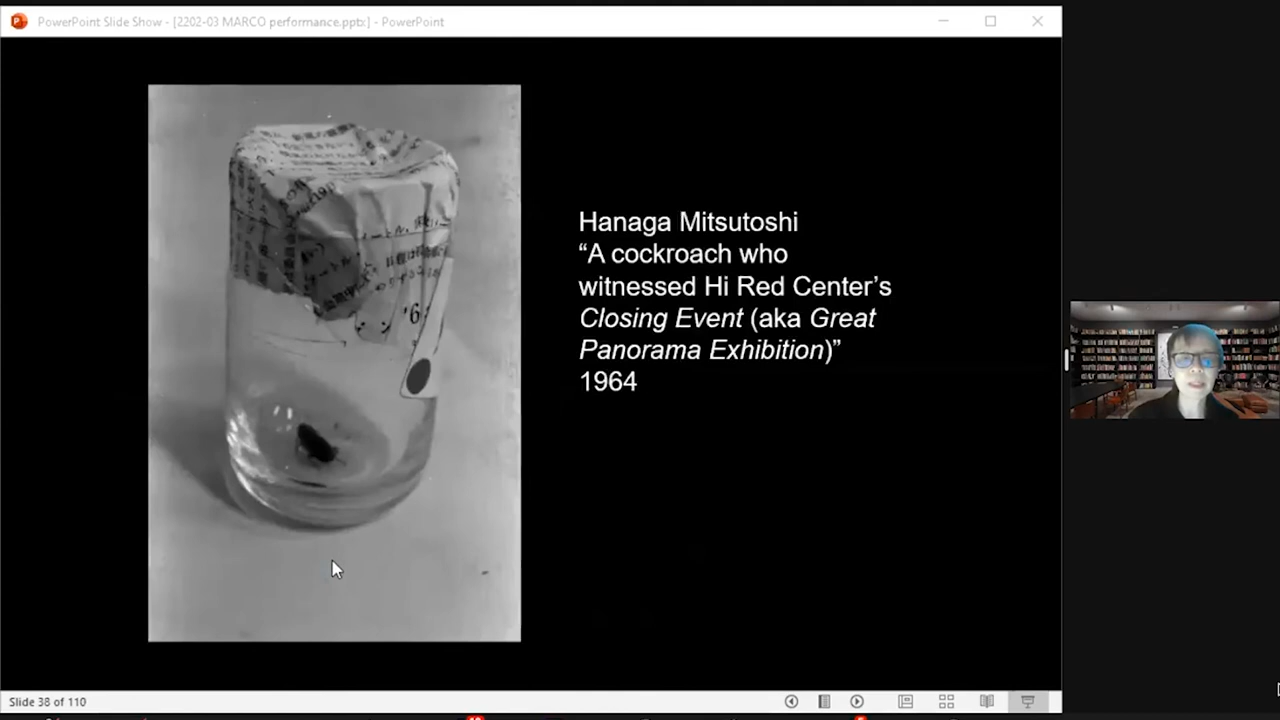 PowerPoint Slide Show - [2202-03 MARCO performance.ppt:] - PowerPoint
Hanaga Mitsutoshi
“A cockroach who
witnessed Hi Red Center’s
Closing Event (aka Great
Panorama Exhibition)”
1964
Slide 38 of 110